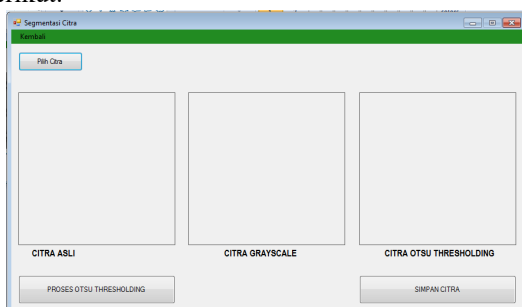 Segmentasi Citra
Kembali
Pilih Citra
CITRA ASLI
CITRA GRAYSCALE
CITRA OTSU THRESHOLDING
PROSES OTSU THRESHOLDING
SIMPAN CITRA